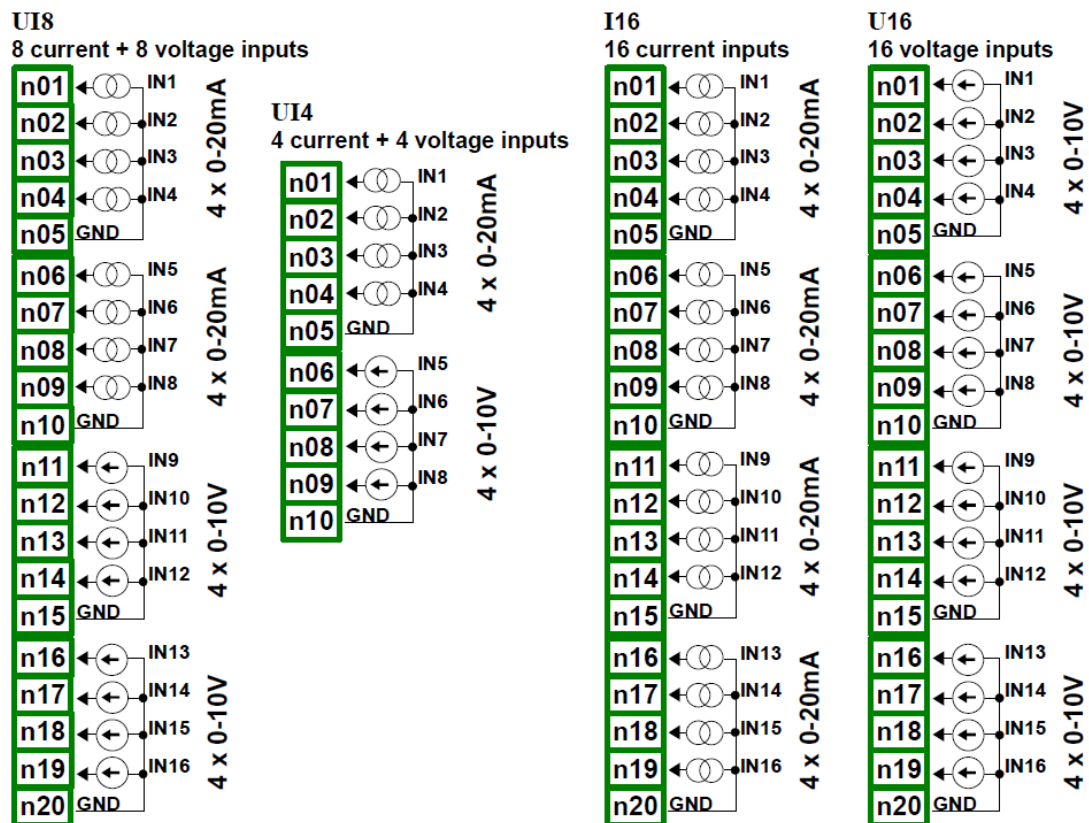 UI8
8 current + 8 voltage inputs
n01 IN1
n02 IN2
n03 IN3
n04 IN4
n05 GND
4 x 0-20mA
n06 IN5
n07 IN6
n08 IN7
n09 IN8
n10 GND
4 x 0-20mA
n11 IN9
n12 IN10
n13 IN11
n14 IN12
n15 GND
4 x 0-10V
n16 IN13
n17 IN14
n18 IN15
n19 IN16
n20 GND
4 x 0-10V
UI4
4 current + 4 voltage inputs
n01 IN1
n02 IN2
n03 IN3
n04 IN4
n05 GND
4 x 0-20mA
n06 IN5
n07 IN6
n08 IN7
n09 IN8
n10 GND
4 x 0-10V
I16
16 current inputs
n01 IN1
n02 IN2
n03 IN3
n04 IN4
n05 GND
4 x 0-20mA
n06 IN5
n07 IN6
n08 IN7
n09 IN8
n10 GND
4 x 0-20mA
n11 IN9
n12 IN10
n13 IN11
n14 IN12
n15 GND
4 x 0-20mA
n16 IN13
n17 IN14
n18 IN15
n19 IN16
n20 GND
4 x 0-20mA
U16
16 voltage inputs
n01 IN1
n02 IN2
n03 IN3
n04 IN4
n05 GND
4 x 0-10V
n06 IN5
n07 IN6
n08 IN7
n09 IN8
n10 GND
4 x 0-10V
n11 IN9
n12 IN10
n13 IN11
n14 IN12
n15 GND
4 x 0-10V
n16 IN13
n17 IN14
n18 IN15
n19 IN16
n20 GND
4 x 0-10V